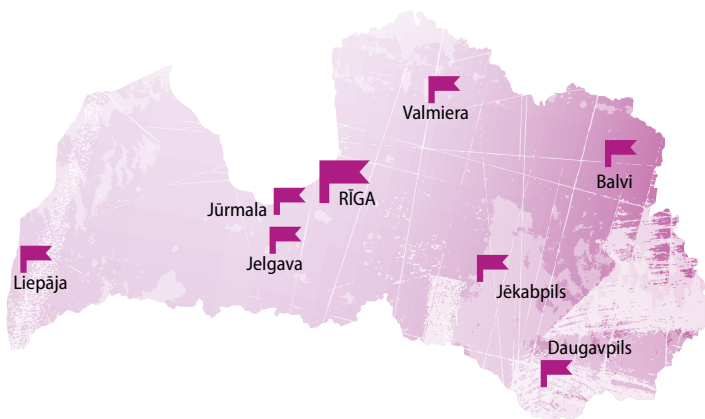 Valmiera
Balvi
RĪGA
Jūrmala
Jelgava
Liepāja
Jēkabpils
Daugavpils